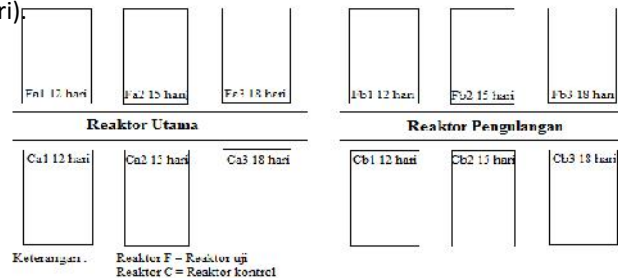 ri).
Fa1 12 hari Fa2 15 hari Fa3 18 hari Fb1 12 hari Fb2 15 hari Fb3 18 hari
Reaktor Utama Reaktor Pengulangan
Ca1 12 hari Ca2 15 hari Ca3 18 hari Cb1 12 hari Cb2 15 hari Cb3 18 hari
Keterangan : Reaktor F = Reaktor uji
Reaktor C = Reaktor kontrol